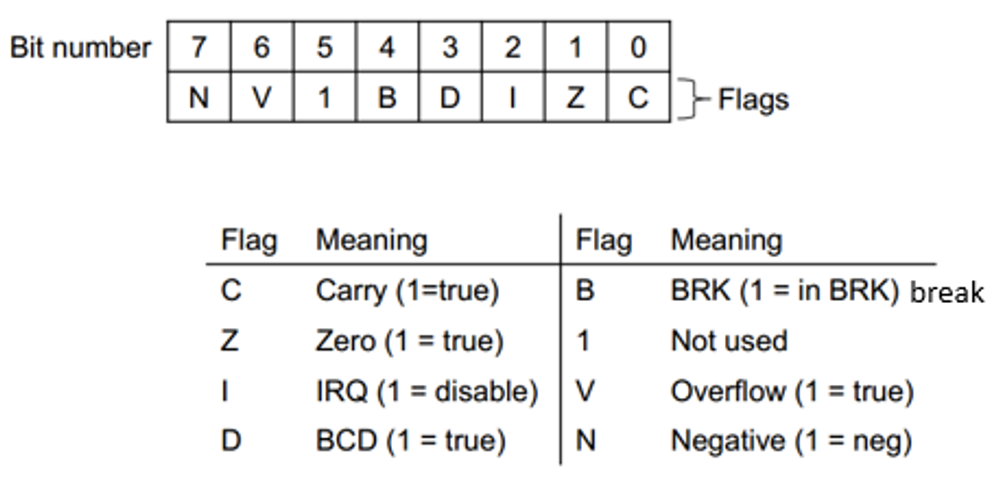 Bit number 7 6 5 4 3 2 1 0
N V 1 B D I Z C Flags
Flag Meaning Flag Meaning
C Carry (1=true) B BRK (1 = in BRK) break
Z Zero (1 = true) 1 Not used
I IRQ (1 = disable) V Overflow (1 = true)
D BCD (1 = true) N Negative (1 = neg)